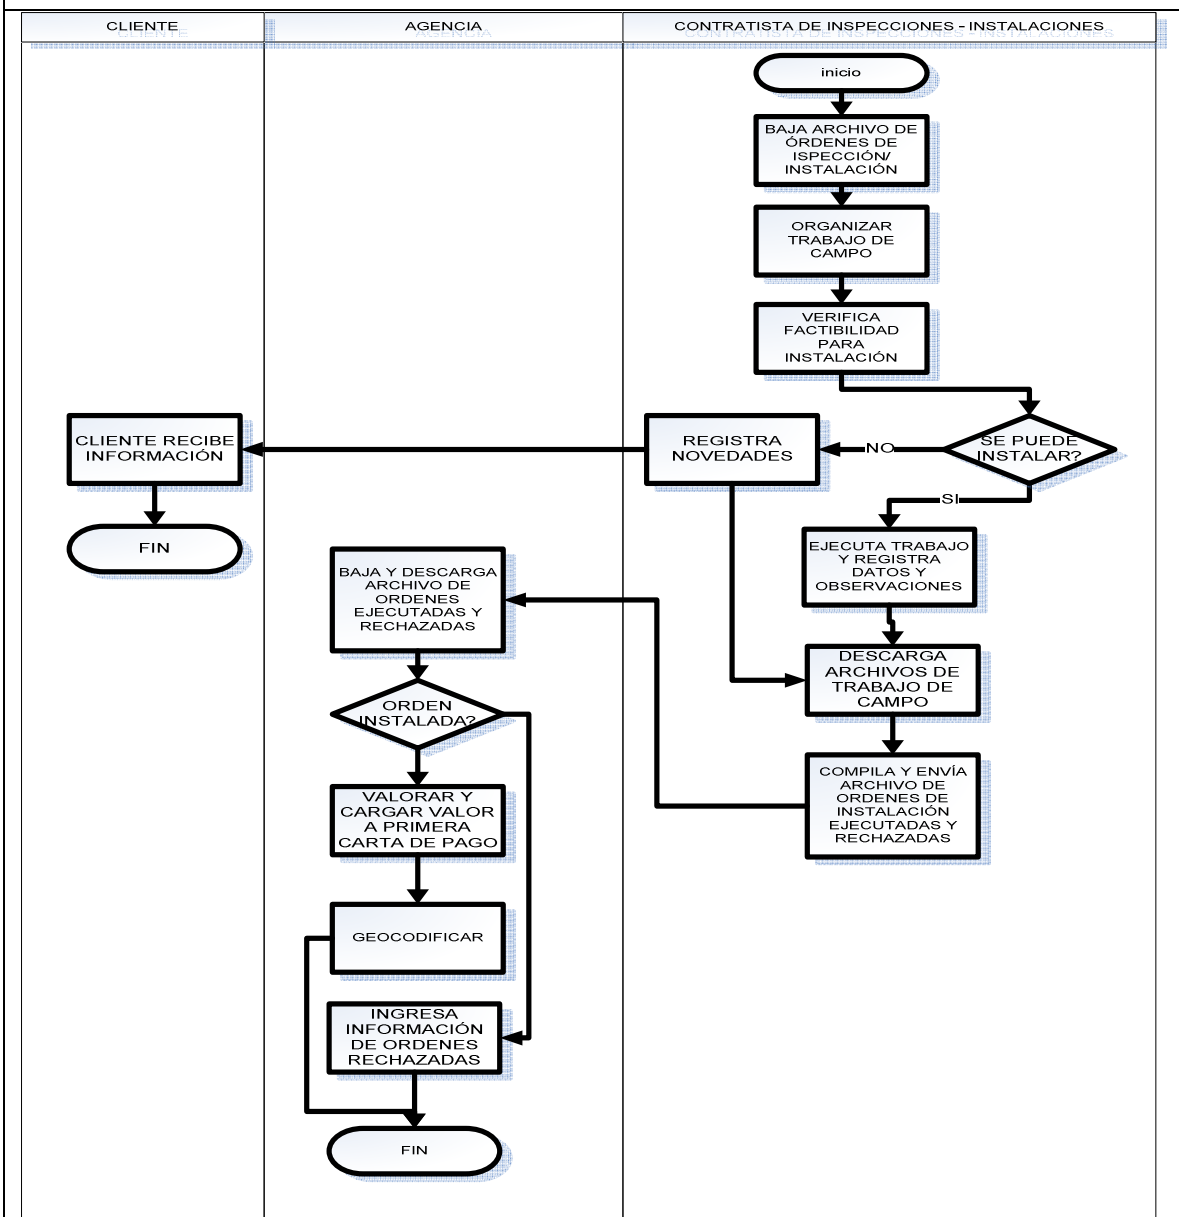 CLIENTE
AGENCIA
CONTRATISTA DE INSPECCIONES - INSTALACIONES
inicio
BAJA ARCHIVO DE
ÓRDENES DE
ISPECCIÓN/
INSTALACIÓN
ORGANIZAR
TRABAJO DE
CAMPO
VERIFICA
FACTIBILIDAD
PARA
INSTALACIÓN
SE PUEDE
INSTALAR?
NO
REGISTRA
NOVEDADES
CLIENTE RECIBE
INFORMACIÓN
FIN
SI
EJECUTA TRABAJO
Y REGISTRA
DATOS Y
OBSERVACIONES
DESCARGA
ARCHIVOS DE
TRABAJO DE
CAMPO
COMPILA Y ENVÍA
ARCHIVO DE
ORDENES DE
INSTALACIÓN
EJECUTADAS Y
RECHAZADAS
BAJA Y DESCARGA
ARCHIVO DE
ORDENES
EJECUTADAS Y
RECHAZADAS
ORDEN
INSTALADA?
VALORAR Y
CARGAR VALOR
A PRIMERA
CARTA DE PAGO
GEOCODIFICAR
INGRESA
INFORMACIÓN
DE ORDENES
RECHAZADAS
FIN